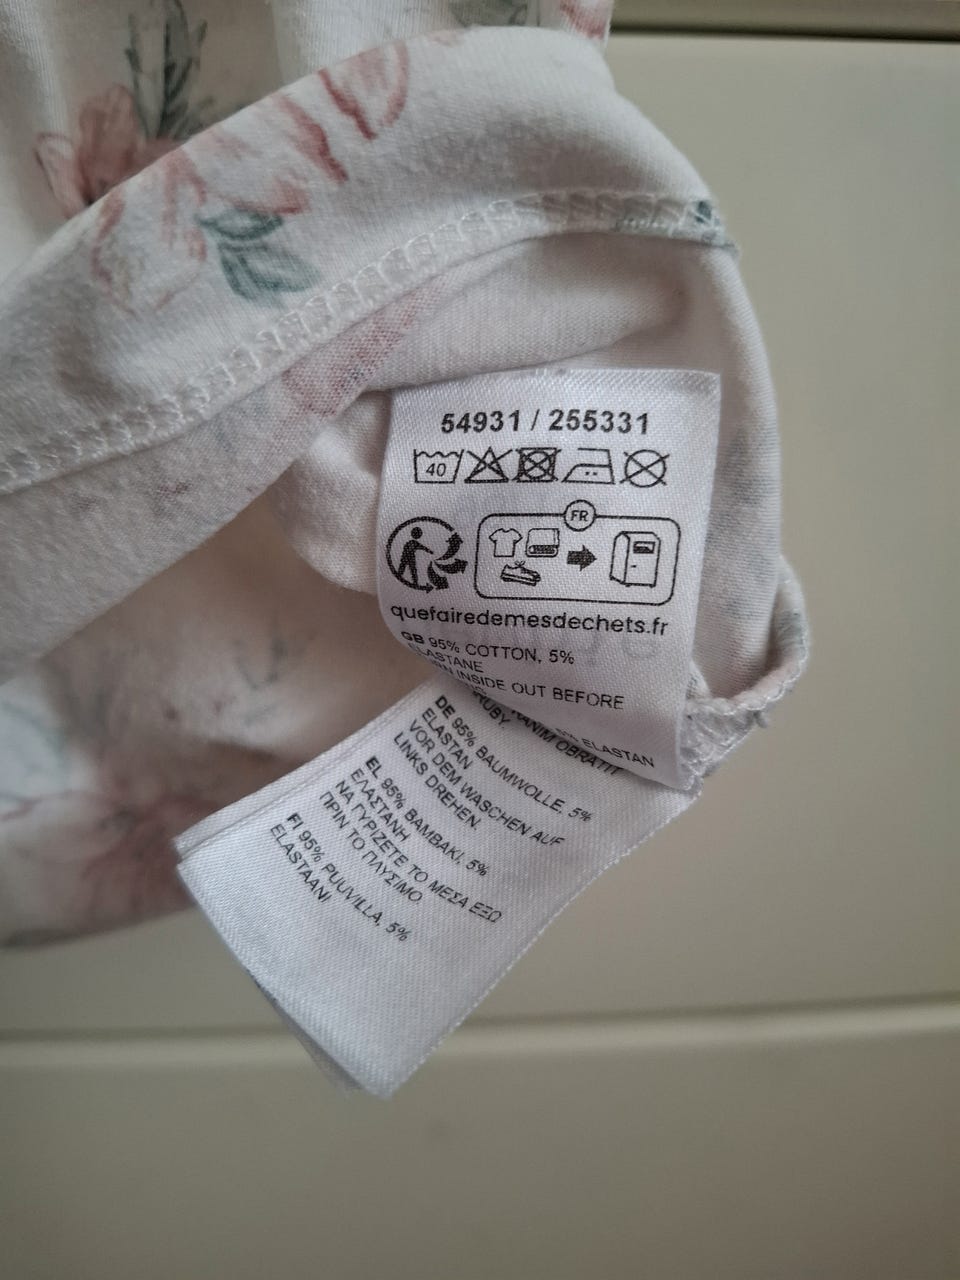 54931 / 255331
40
FR
quefairedemesdechets.fr
GB 95% COTTON, 5%
ELASTANE
INSIDE OUT BEFORE
ELASTAN
OBRATIT
DE 95% BAUMWOLLE, 5%
ELASTAN
VOR DEM WASCHEN AUF
LINKS DREHEN.
EL 95% ΒΑΜΒΑΚΙ, 5%
ΕΛΑΣΤΑΝΗ
ΝΑ ΓΥΡΙΖΕΤΕ ΤΟ ΜΕΣΑ ΕΞΩ
ΠΡΙΝ ΤΟ ΠΛΥΣΙΜΟ.
FI 95% PUUVILLA, 5%
ELASTAANI